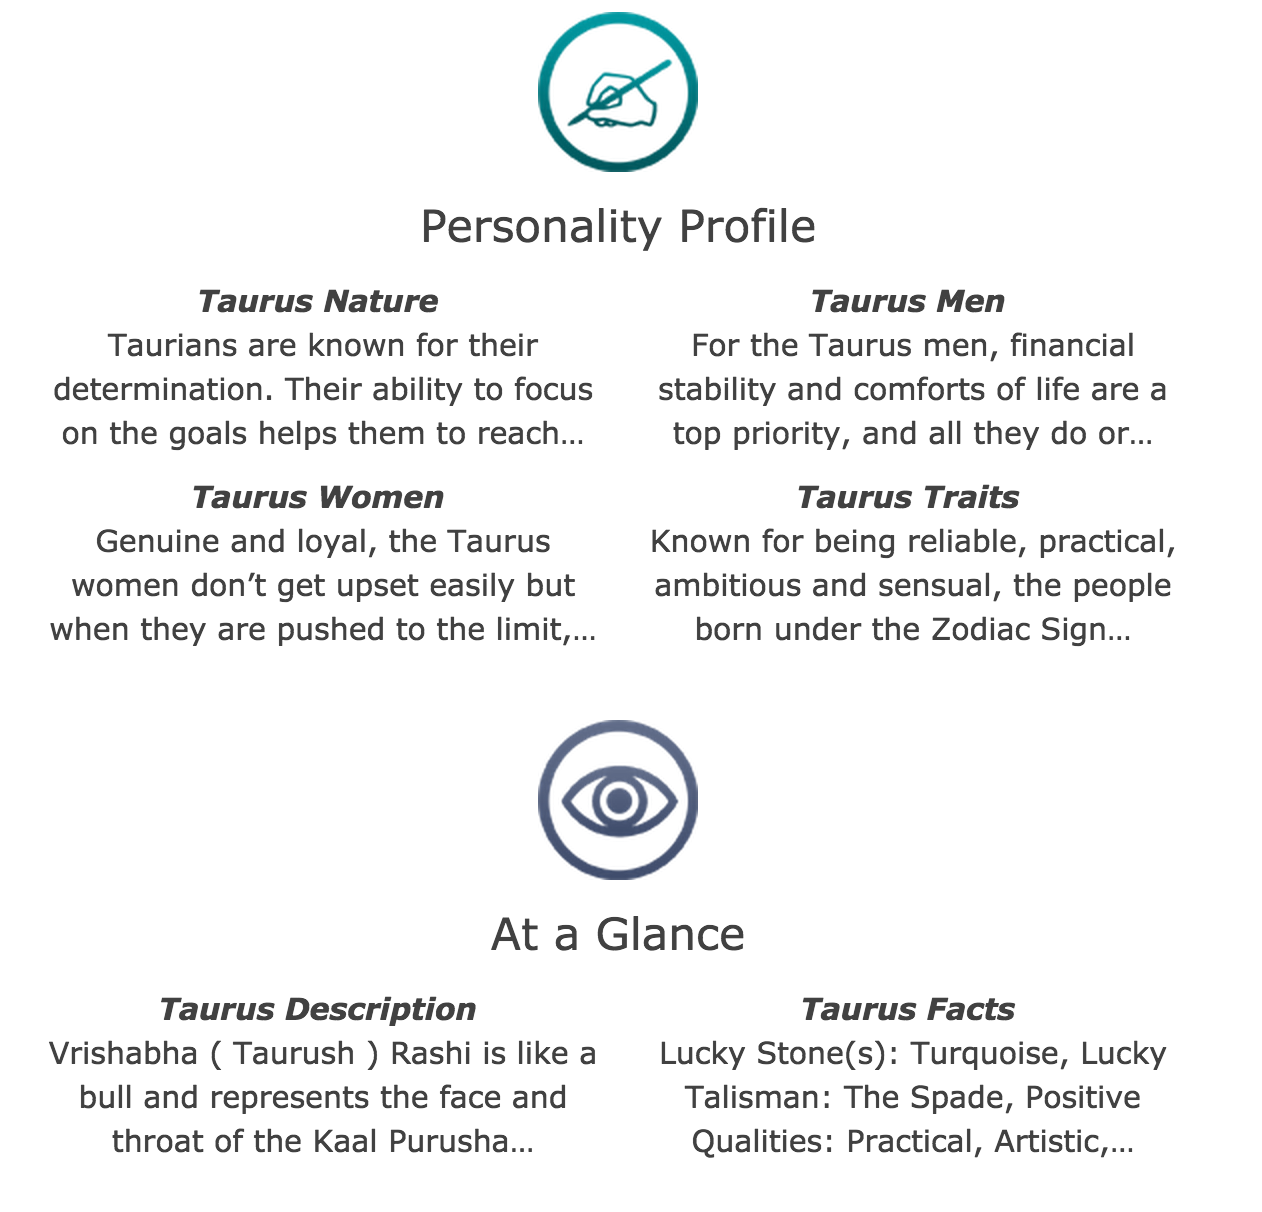 Personality Profile
Taurus Nature
Taurians are known for their
determination. Their ability to focus
on the goals helps them to reach...
Taurus Men
For the Taurus men, financial
stability and comforts of life are a
top priority, and all they do or...
Taurus Women
Genuine and loyal, the Taurus
women don’t get upset easily but
when they are pushed to the limit,...
Taurus Traits
Known for being reliable, practical,
ambitious and sensual, the people
born under the Zodiac Sign...
At a Glance
Taurus Description
Vrishabha ( Taurush ) Rashi is like a
bull and represents the face and
throat of the Kaal Purusha...
Taurus Facts
Lucky Stone(s): Turquoise, Lucky
Talisman: The Spade, Positive
Qualities: Practical, Artistic,...